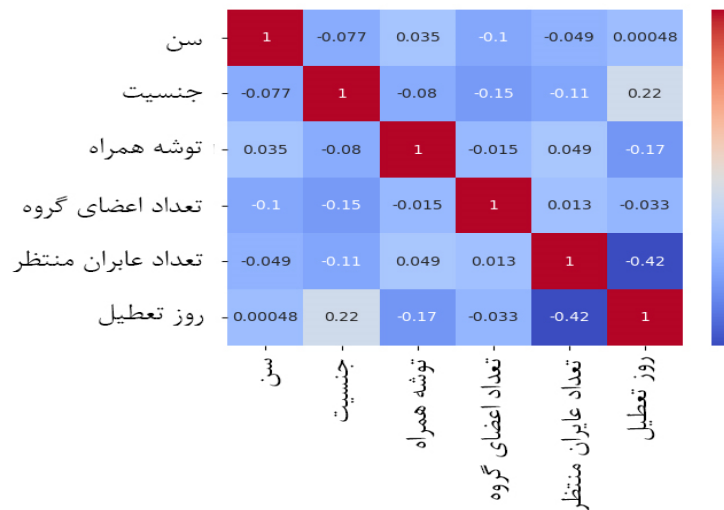 سن 1 -0.077 0.035 -0.1 -0.049 0.00048
جنسیت -0.077 1 -0.08 -0.15 -0.11 0.22
توشه همراه 0.035 -0.08 1 -0.015 0.049 -0.17
تعداد اعضای گروه -0.1 -0.15 -0.015 1 0.013 -0.033
تعداد عابران منتظر -0.049 -0.11 0.049 0.013 1 -0.42
روز تعطیل 0.00048 0.22 -0.17 -0.033 -0.42 1
سن
جنسیت
توشه همراه
تعداد اعضای گروه
تعداد عابران منتظر
روز تعطیل